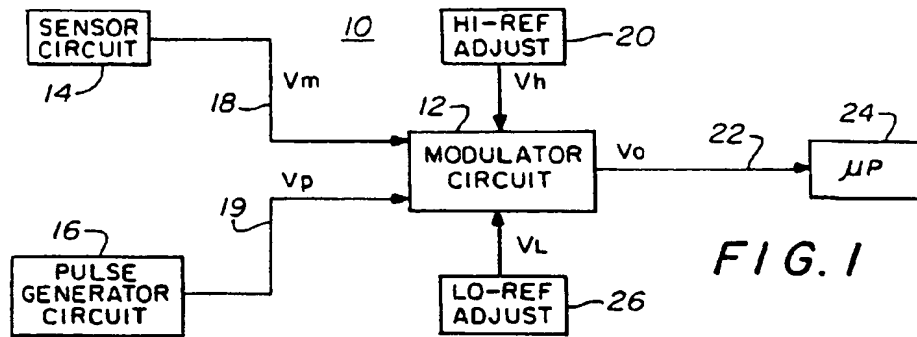 SENSOR
CIRCUIT
14
10
HI-REF
ADJUST
20
Vm
18
Vh
12
MODULATOR
CIRCUIT
Vo
22
24
μP
Vp
19
16
PULSE
GENERATOR
CIRCUIT
VL
LO-REF
ADJUST
26
FIG. 1